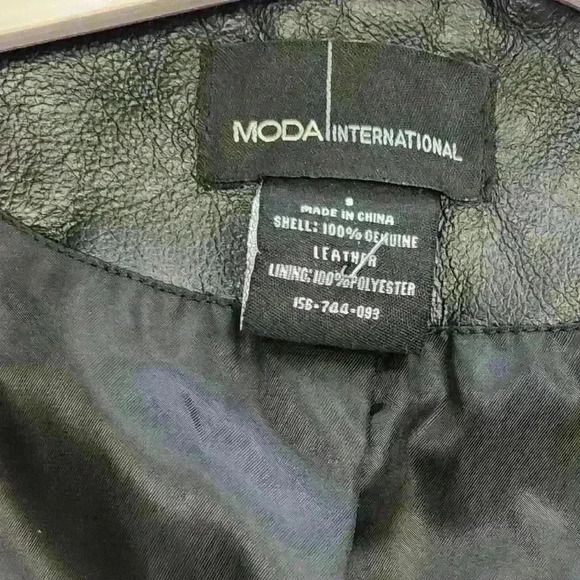 MODA INTERNATIONAL
S
MADE IN CHINA
SHELL: 100% GENUINE
LEATHER
LINING: 100% POLYESTER
156-744-093